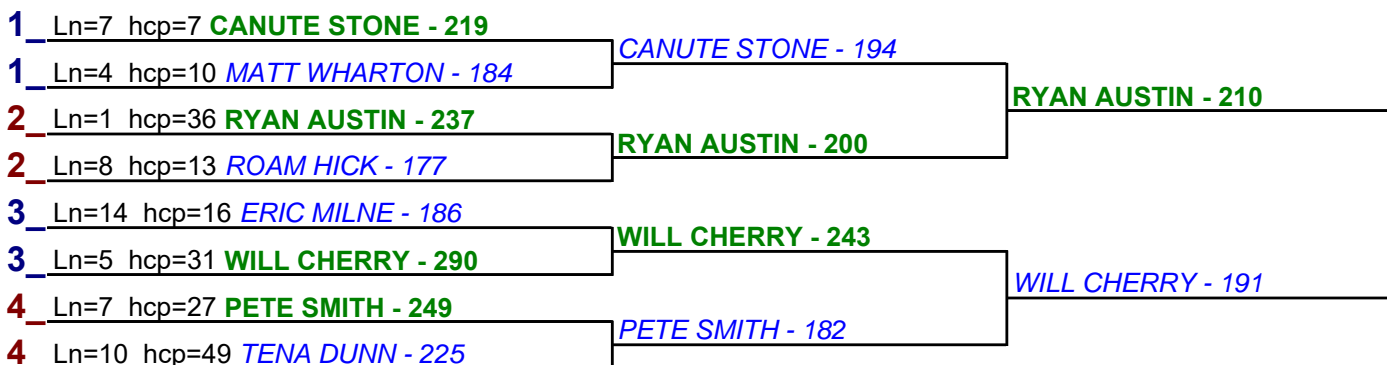 1_ Ln=7 hcp=7 CANUTE STONE - 219
CANUTE STONE - 194
1_ Ln=4 hcp=10 MATT WHARTON - 184
RYAN AUSTIN - 210
2_ Ln=1 hcp=36 RYAN AUSTIN - 237
RYAN AUSTIN - 200
2_ Ln=8 hcp=13 ROAM HICK - 177
3_ Ln=14 hcp=16 ERIC MILNE - 186
WILL CHERRY - 243
3_ Ln=5 hcp=31 WILL CHERRY - 290
WILL CHERRY - 191
4_ Ln=7 hcp=27 PETE SMITH - 249
PETE SMITH - 182
4 Ln=10 hcp=49 TENA DUNN - 225